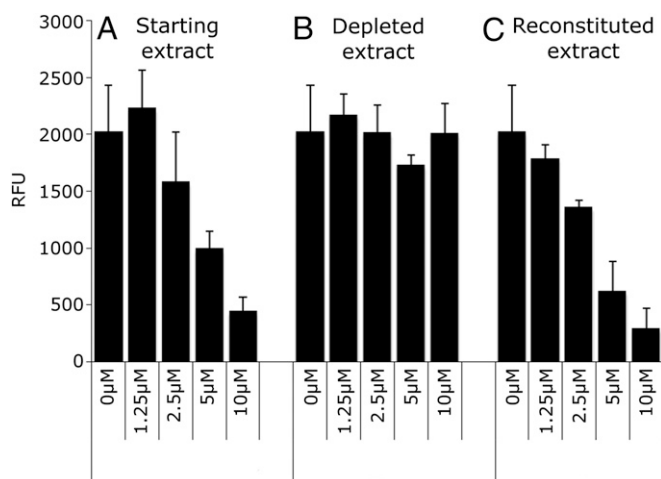 A Starting extract
B Depleted extract
C Reconstituted extract
3000
2500
2000
1500
1000
500
0
RFU
0µM
1.25µM
2.5µM
5µM
10µM
0µM
1.25µM
2.5µM
5µM
10µM
0µM
1.25µM
2.5µM
5µM
10µM